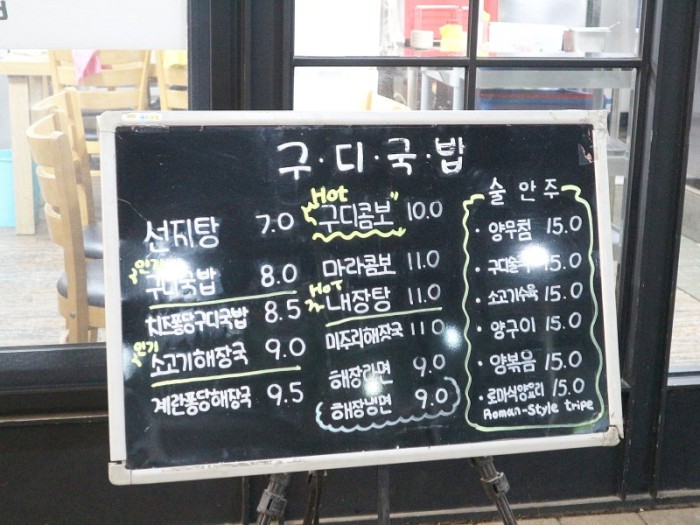 구·디·국·밥
선지탕 7.0
인기
구디국밥 8.0
치즈퐁당구디국밥 8.5
인기
소고기해장국 9.0
계란퐁당해장국 9.5
Hot
"구디콤보" 10.0
마라콤보 11.0
HOT
내장탕 11.0
미주리해장국 11.0
해장라면 9.0
해장냉면 9.0
술안주
· 양무침 15.0
· 구디술국 15.0
· 소고기수육 15.0
· 양구이 15.0
· 양볶음 15.0
· 로마식양요리 15.0
Roman-Style tripe